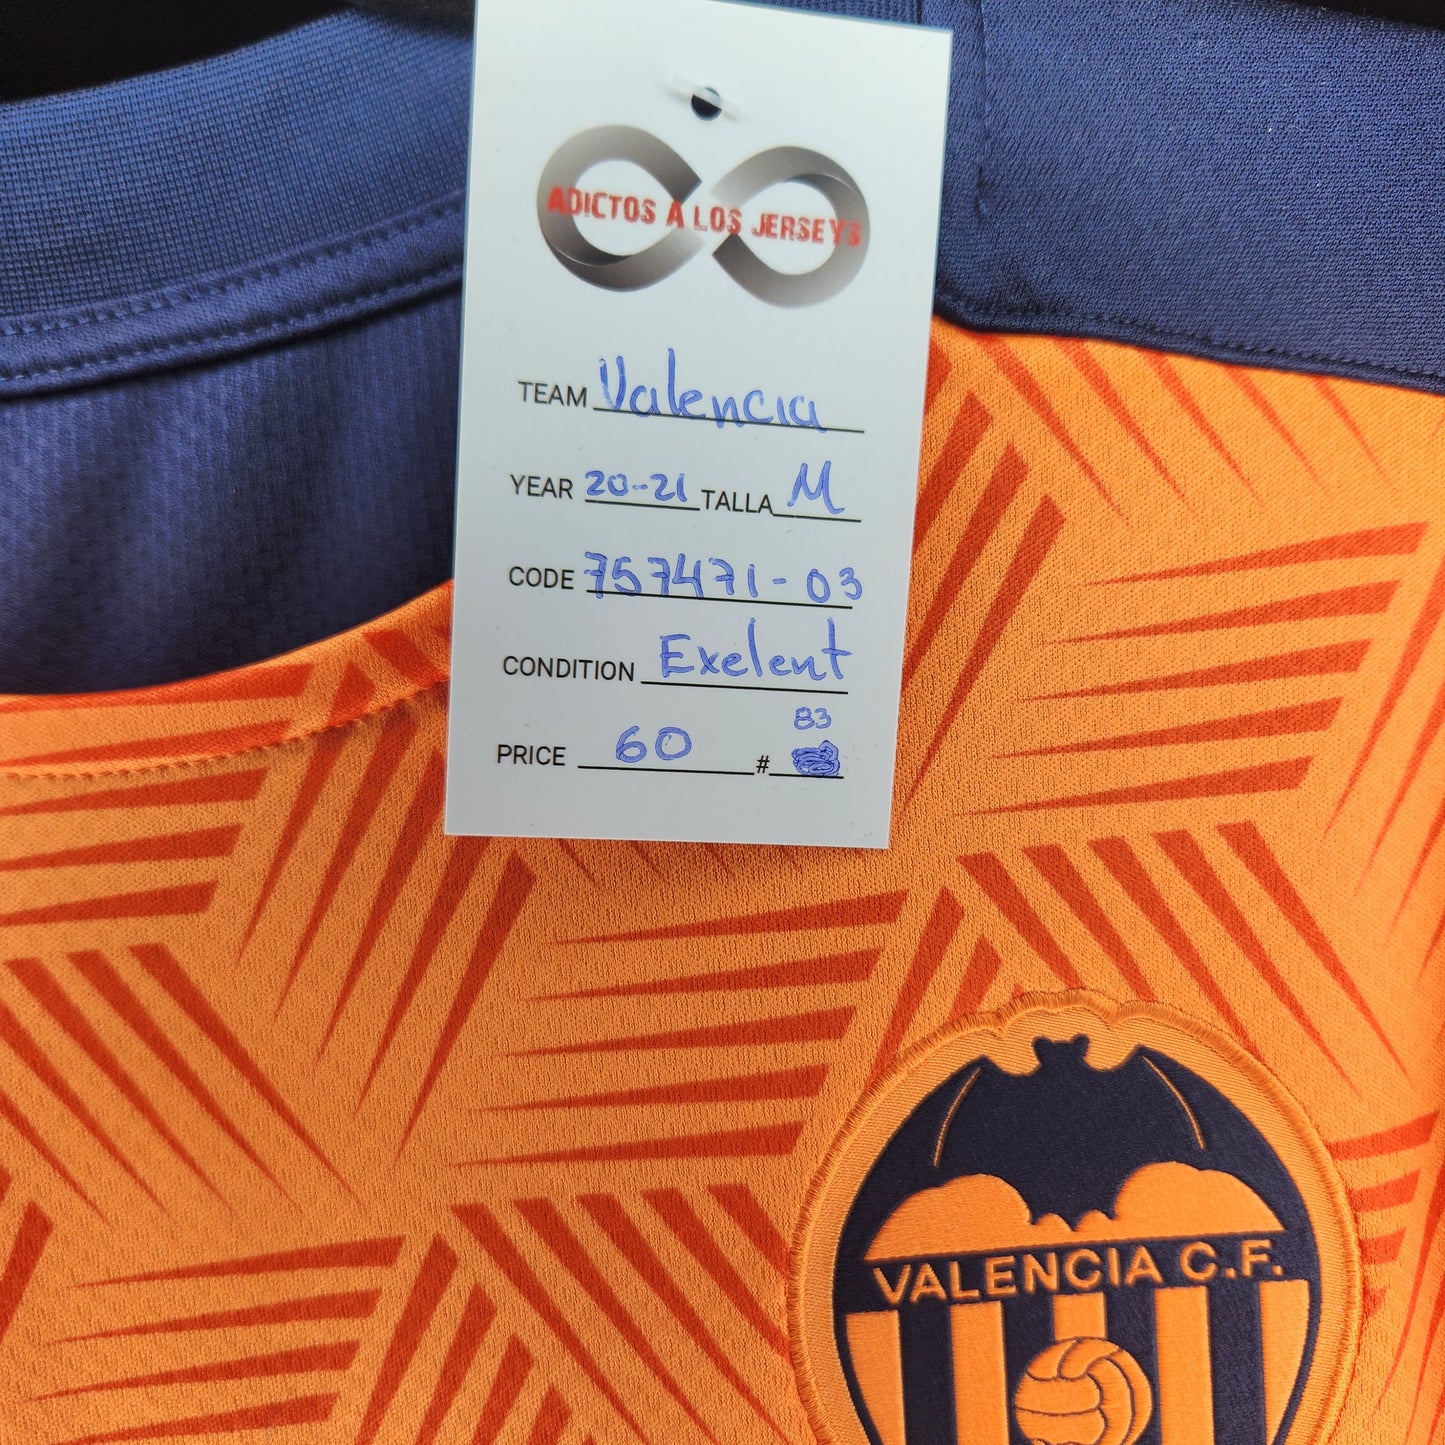 ADICTOS A LOS JERSEYS
TEAM Valencia
YEAR 20-21 TALLA M
CODE 757471-03
CONDITION Exelent
83
PRICE 60 #
VALENCIA C.F.